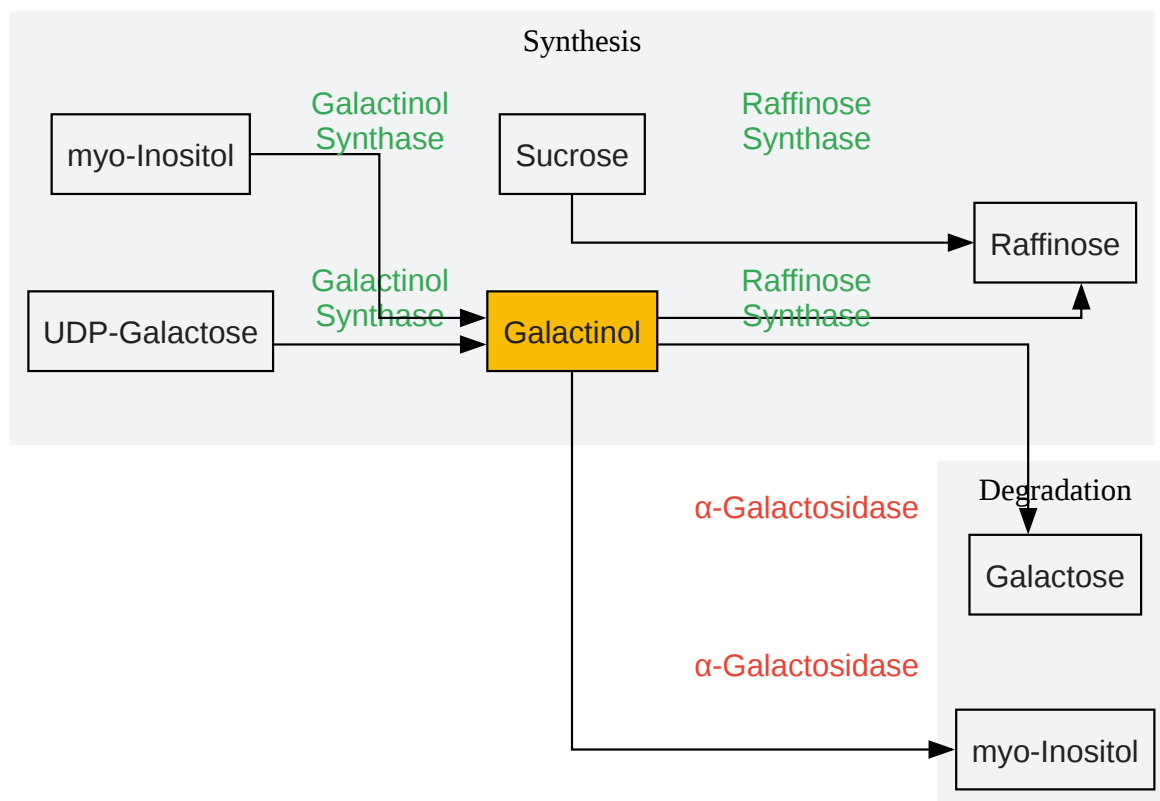 Synthesis
Galactinol
Synthase
Raffinose
Synthase
myo-Inositol
Sucrose
Raffinose
Galactinol
Synthase
Raffinose
Synthase
UDP-Galactose
Galactinol
Degradation
α-Galactosidase
Galactose
α-Galactosidase
myo-Inositol